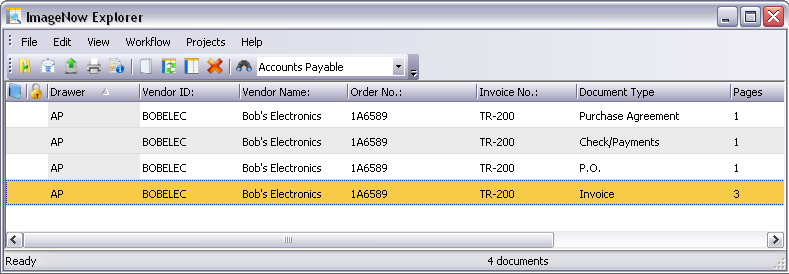 ImageNow Explorer
File Edit View Workflow Projects Help
Accounts Payable
Drawer Vendor ID: Vendor Name: Order No.: Invoice No.: Document Type Pages
AP BOBELEC Bob's Electronics 1A6589 TR-200 Purchase Agreement 1
AP BOBELEC Bob's Electronics 1A6589 TR-200 Check/Payments 1
AP BOBELEC Bob's Electronics 1A6589 TR-200 P.O. 1
AP BOBELEC Bob's Electronics 1A6589 TR-200 Invoice 3
Ready 4 documents